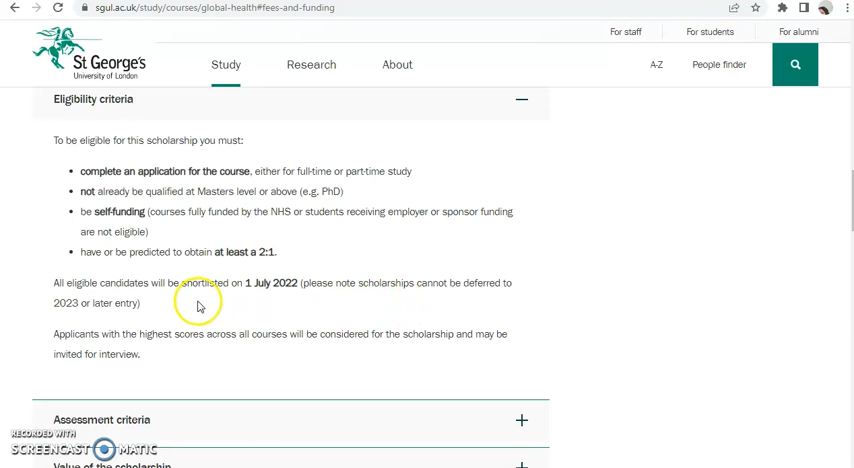 sgul.ac.uk/study/courses/global-health#fees-and-funding
For staff
For students
For alumni
St George's
University of London
Study
Research
About
A-Z
People finder
Eligibility criteria
To be eligible for this scholarship you must:
• complete an application for the course, either for full-time or part-time study
• not already be qualified at Masters level or above (e.g. PhD)
• be self-funding (courses fully funded by the NHS or students receiving employer or sponsor funding
are not eligible)
• have or be predicted to obtain at least a 2:1.
All eligible candidates will be shortlisted on 1 July 2022 (please note scholarships cannot be deferred to
2023 or later entry)
Applicants with the highest scores across all courses will be considered for the scholarship and may be
invited for interview.
Assessment criteria
RECORDED WITH
SCREENCAST MATIC
Value of the scholarship